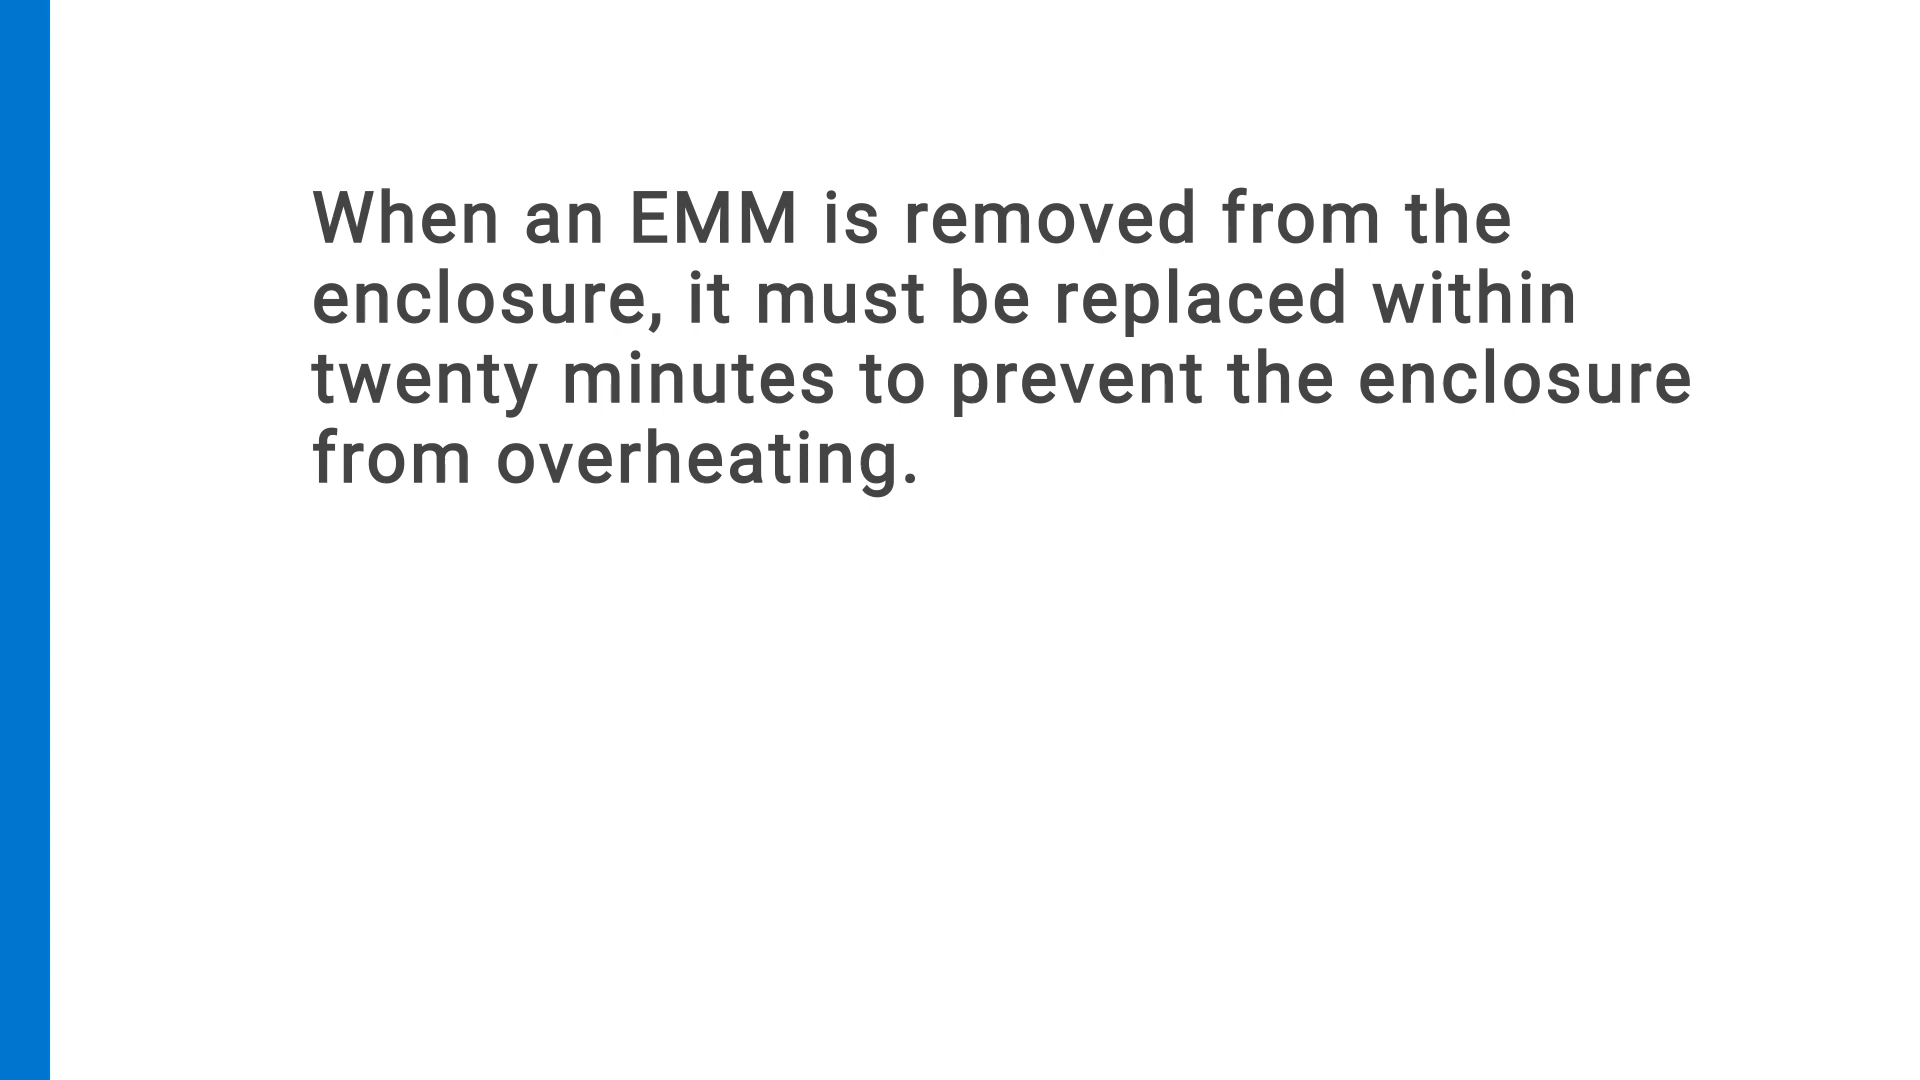 When an EMM is removed from the
enclosure, it must be replaced within
twenty minutes to prevent the enclosure
from overheating.